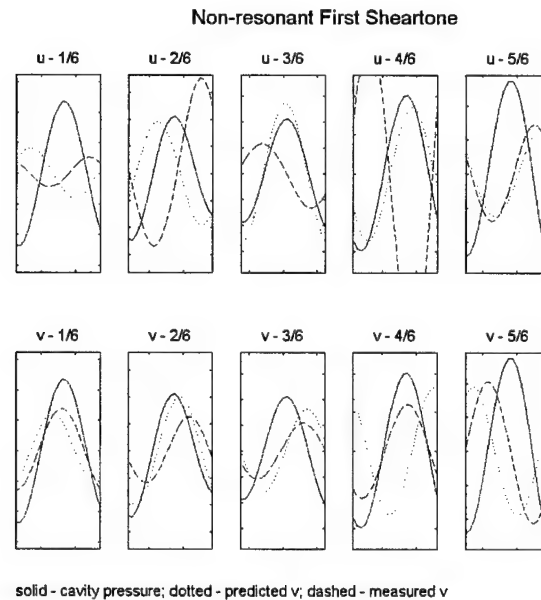 Non-resonant First Sheartone
u - 1/6 u - 2/6 u - 3/6 u - 4/6 u - 5/6
v - 1/6 v - 2/6 v - 3/6 v - 4/6 v - 5/6
solid - cavity pressure; dotted - predicted v; dashed - measured v